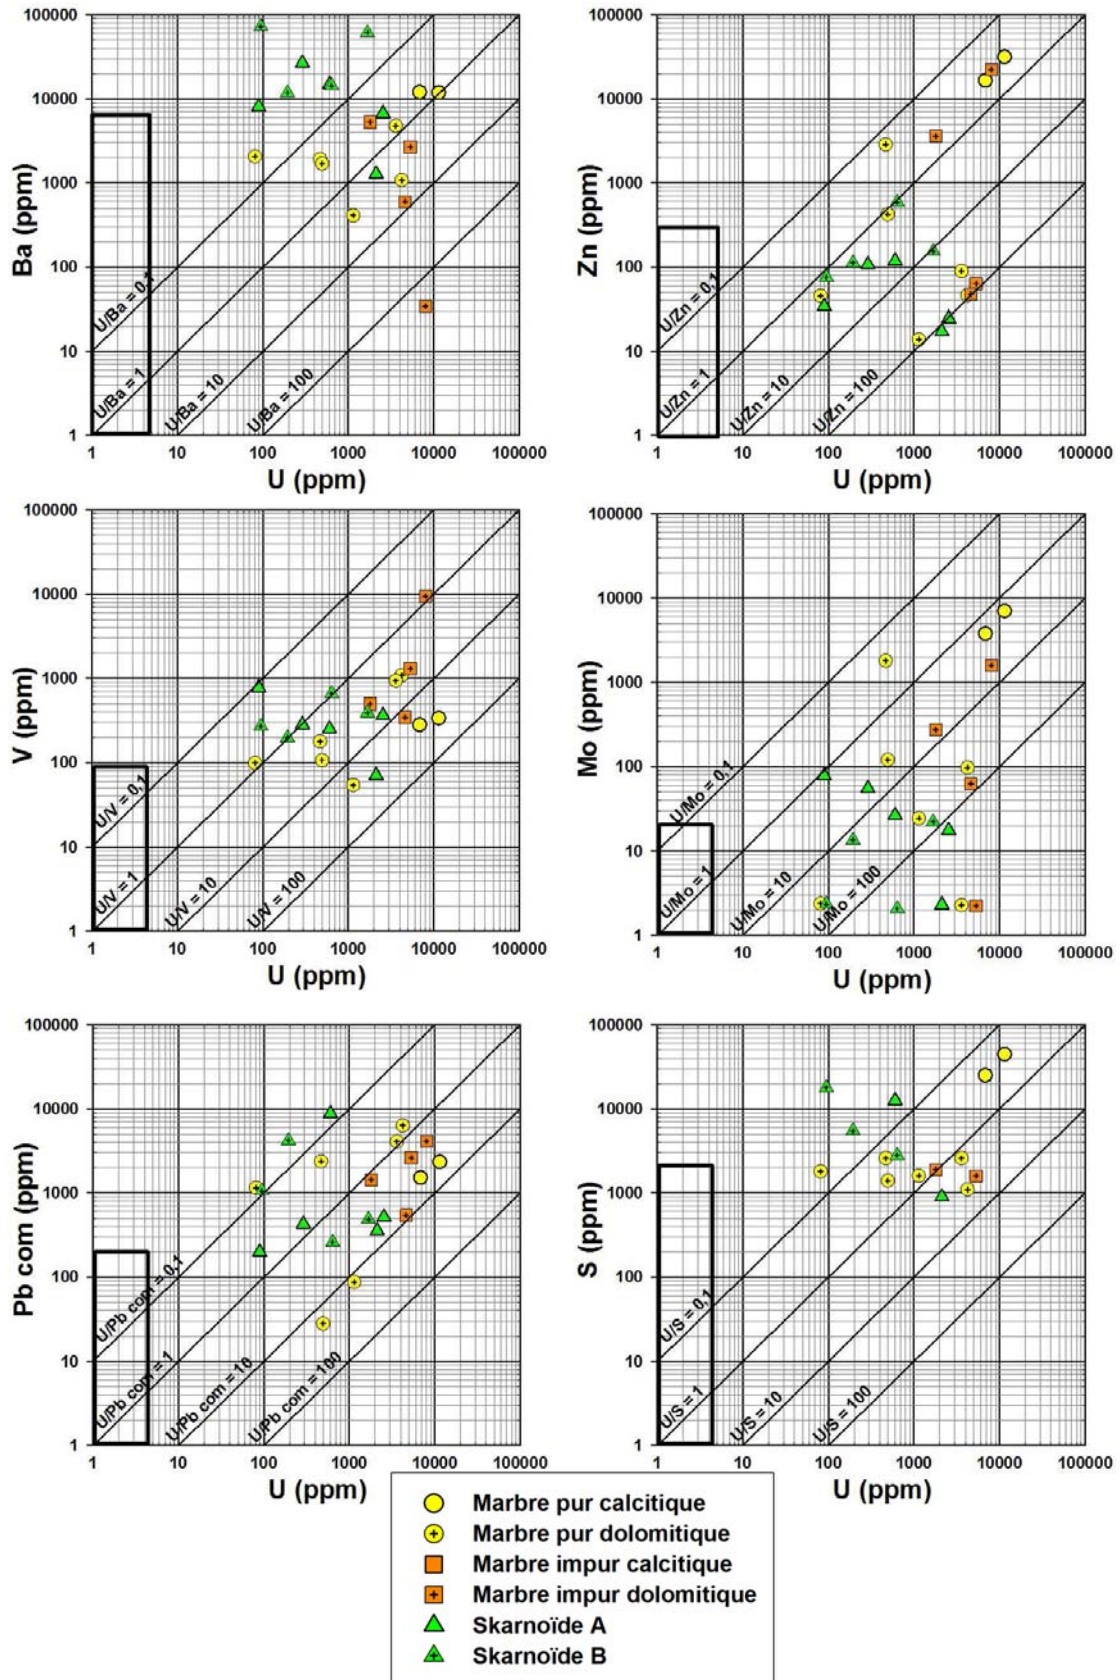 100000
10000
1000
100
10
1
Ba (ppm)
U/Ba = 0,1
U/Ba = 1
U/Ba = 10
U/Ba = 100
1 10 100 1000 10000 100000
U (ppm)
100000
10000
1000
100
10
1
Zn (ppm)
U/Zn = 0,1
U/Zn = 1
U/Zn = 10
U/Zn = 100
1 10 100 1000 10000 100000
U (ppm)
100000
10000
1000
100
10
1
V (ppm)
U/V = 0,1
U/V = 1
U/V = 10
U/V = 100
1 10 100 1000 10000 100000
U (ppm)
100000
10000
1000
100
10
1
Mo (ppm)
U/Mo = 0,1
U/Mo = 1
U/Mo = 10
U/Mo = 100
1 10 100 1000 10000 100000
U (ppm)
100000
10000
1000
100
10
1
Pb com (ppm)
U/Pb com = 0,1
U/Pb com = 1
U/Pb com = 10
U/Pb com = 100
1 10 100 1000 10000 100000
U (ppm)
100000
10000
1000
100
10
1
S (ppm)
U/S = 0,1
U/S = 1
U/S = 10
U/S = 100
1 10 100 1000 10000 100000
U (ppm)
Marbre pur calcitique
Marbre pur dolomitique
Marbre impur calcitique
Marbre impur dolomitique
Skarnoïde A
Skarnoïde B